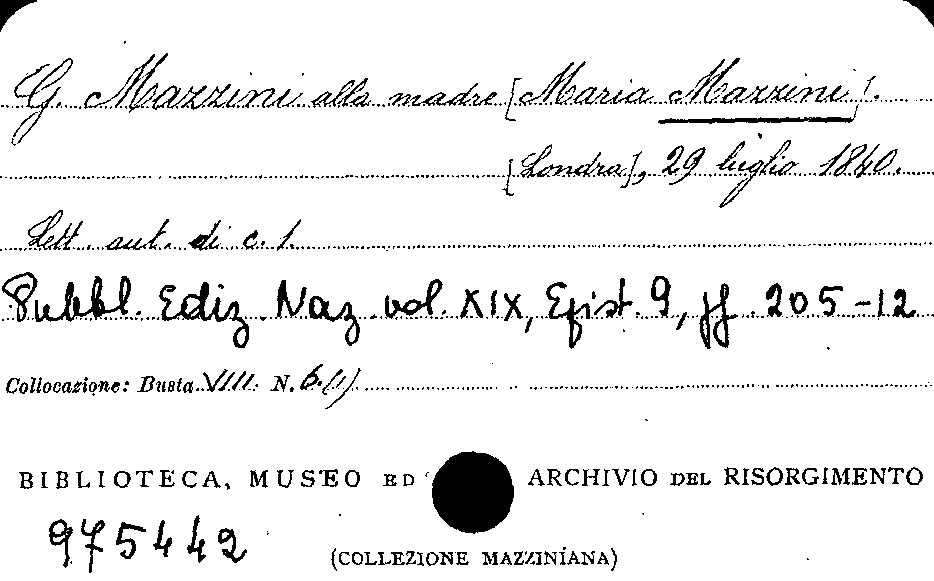 G. Mazzini alla madre [Maria Mazzini].
[Londra], 29 luglio 1840.
Lett. aut. di c. 1.
Pubbl. Ediz. Naz. vol. XIX, Epist. 9, pp. 205-12
Collocazione: Busta VIII. N. 6.(1)
BIBLIOTECA, MUSEO ED ARCHIVIO DEL RISORGIMENTO
975442
(COLLEZIONE MAZZINIANA)